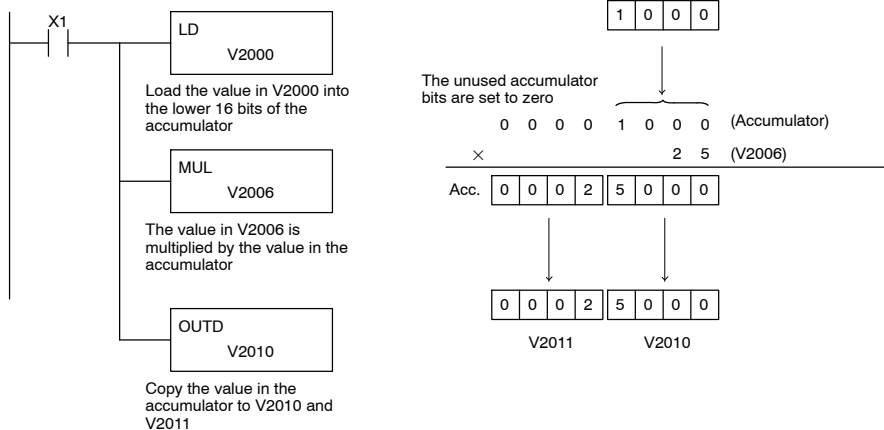 X1
LD
V2000
Load the value in V2000 into
the lower 16 bits of the
accumulator
MUL
V2006
The value in V2006 is
multiplied by the value in the
accumulator
OUTD
V2010
Copy the value in the
accumulator to V2010 and
V2011
1 0 0 0
The unused accumulator
bits are set to zero
0 0 0 0 1 0 0 0 (Accumulator)
× 2 5 (V2006)
Acc. 0 0 0 2 5 0 0 0
0 0 0 2 5 0 0 0
V2011 V2010